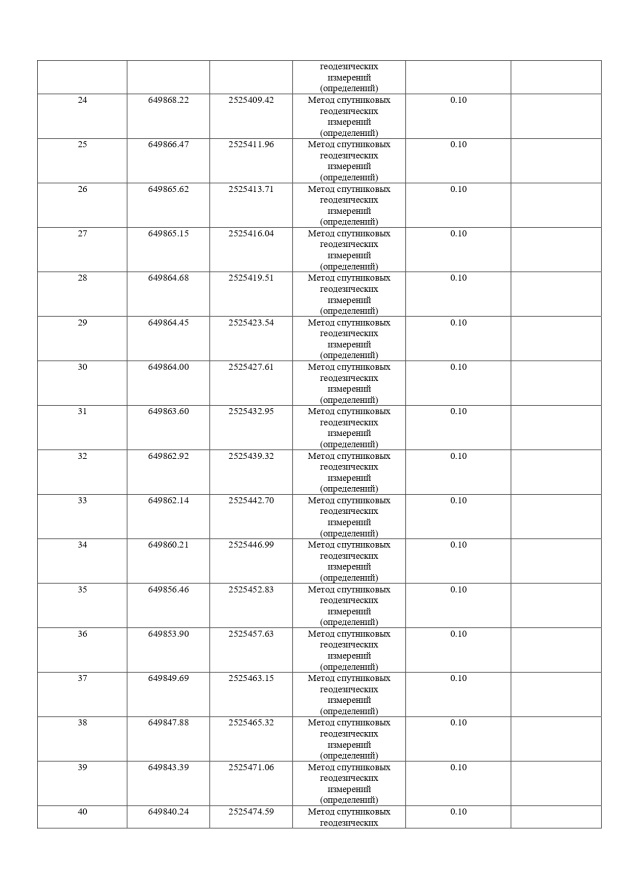 геодезических
измерений
(определений)
24 649868.22 2525409.42 Метод спутниковых 0.10
геодезических
измерений
(определений)
25 649866.47 2525411.96 Метод спутниковых 0.10
геодезических
измерений
(определений)
26 649865.62 2525413.71 Метод спутниковых 0.10
геодезических
измерений
(определений)
27 649865.15 2525416.04 Метод спутниковых 0.10
геодезических
измерений
(определений)
28 649864.68 2525419.51 Метод спутниковых 0.10
геодезических
измерений
(определений)
29 649864.45 2525423.54 Метод спутниковых 0.10
геодезических
измерений
(определений)
30 649864.00 2525427.61 Метод спутниковых 0.10
геодезических
измерений
(определений)
31 649863.60 2525432.95 Метод спутниковых 0.10
геодезических
измерений
(определений)
32 649862.92 2525439.32 Метод спутниковых 0.10
геодезических
измерений
(определений)
33 649862.14 2525442.70 Метод спутниковых 0.10
геодезических
измерений
(определений)
34 649860.21 2525446.99 Метод спутниковых 0.10
геодезических
измерений
(определений)
35 649856.46 2525452.83 Метод спутниковых 0.10
геодезических
измерений
(определений)
36 649853.90 2525457.63 Метод спутниковых 0.10
геодезических
измерений
(определений)
37 649849.69 2525463.15 Метод спутниковых 0.10
геодезических
измерений
(определений)
38 649847.88 2525465.32 Метод спутниковых 0.10
геодезических
измерений
(определений)
39 649843.39 2525471.06 Метод спутниковых 0.10
геодезических
измерений
(определений)
40 649840.24 2525474.59 Метод спутниковых 0.10
геодезических